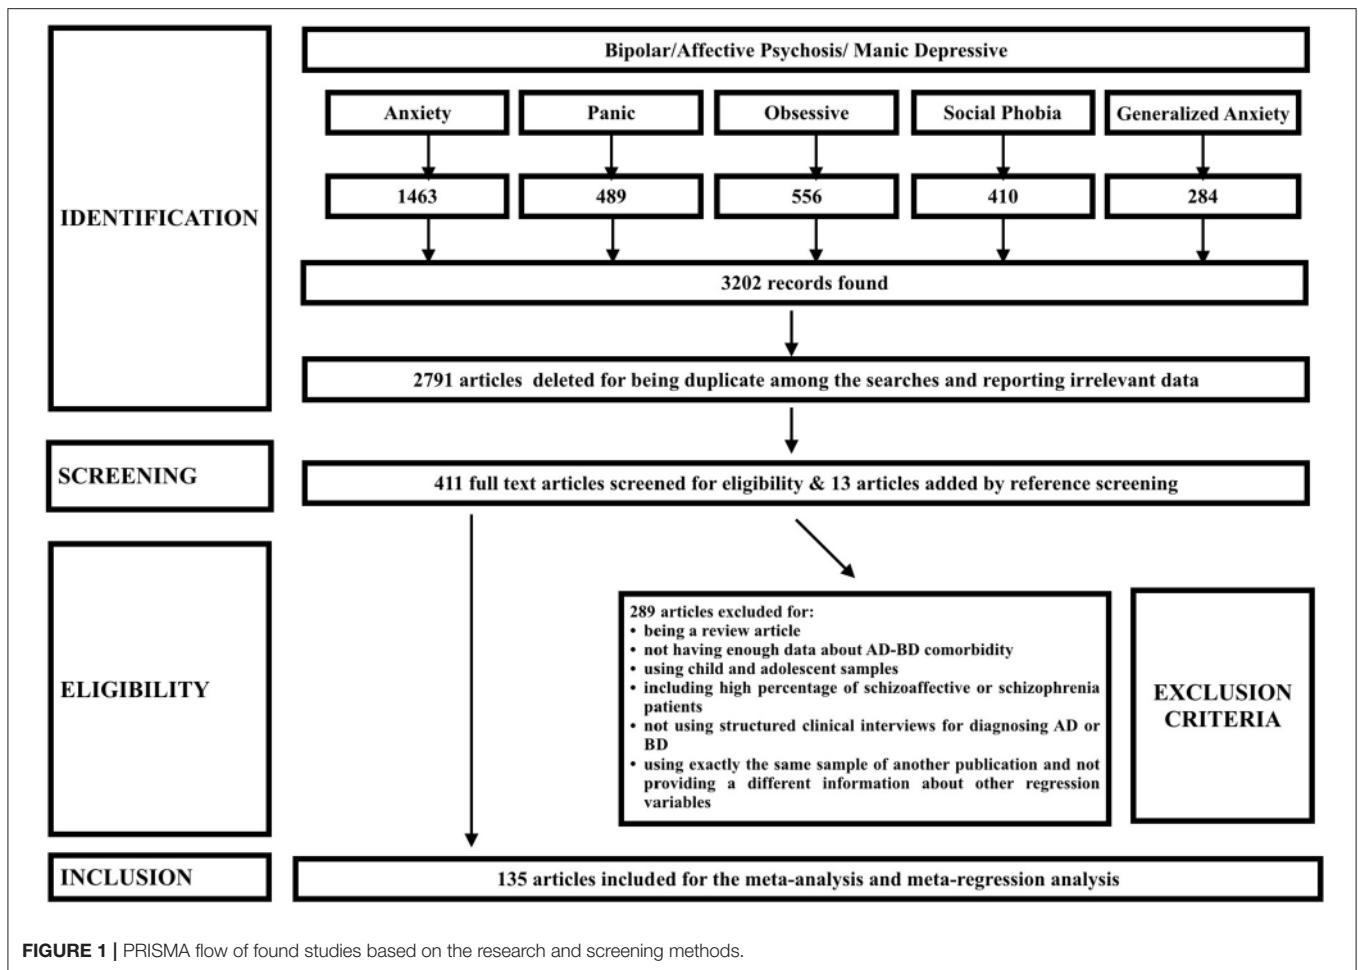 IDENTIFICATION
Bipolar/Affective Psychosis/ Manic Depressive
Anxiety
Panic
Obsessive
Social Phobia
Generalized Anxiety
1463
489
556
410
284
3202 records found
2791 articles deleted for being duplicate among the searches and reporting irrelevant data
SCREENING
411 full text articles screened for eligibility & 13 articles added by reference screening
ELIGIBILITY
289 articles excluded for:
• being a review article
• not having enough data about AD-BD comorbidity
• using child and adolescent samples
• including high percentage of schizoaffective or schizophrenia
patients
• not using structured clinical interviews for diagnosing AD or
BD
• using exactly the same sample of another publication and not
providing a different information about other regression
variables
EXCLUSION
CRITERIA
INCLUSION
135 articles included for the meta-analysis and meta-regression analysis
FIGURE 1 | PRISMA flow of found studies based on the research and screening methods.